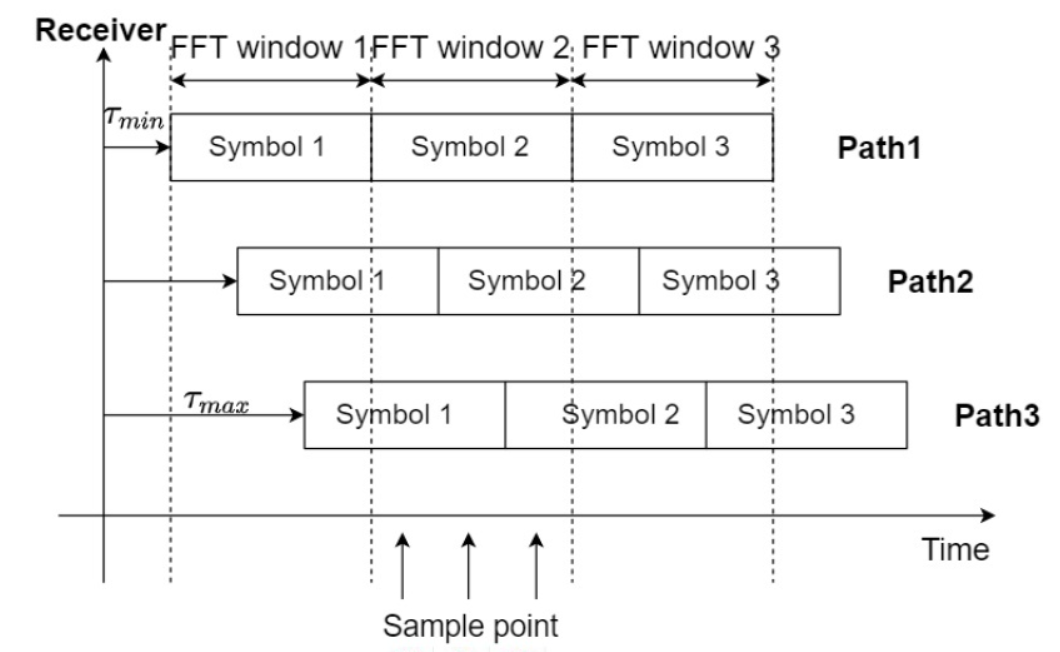 Receiver
FFT window 1 FFT window 2 FFT window 3
τmin
Symbol 1 Symbol 2 Symbol 3 Path1
Symbol 1 Symbol 2 Symbol 3 Path2
τmax
Symbol 1 Symbol 2 Symbol 3 Path3
Time
Sample point